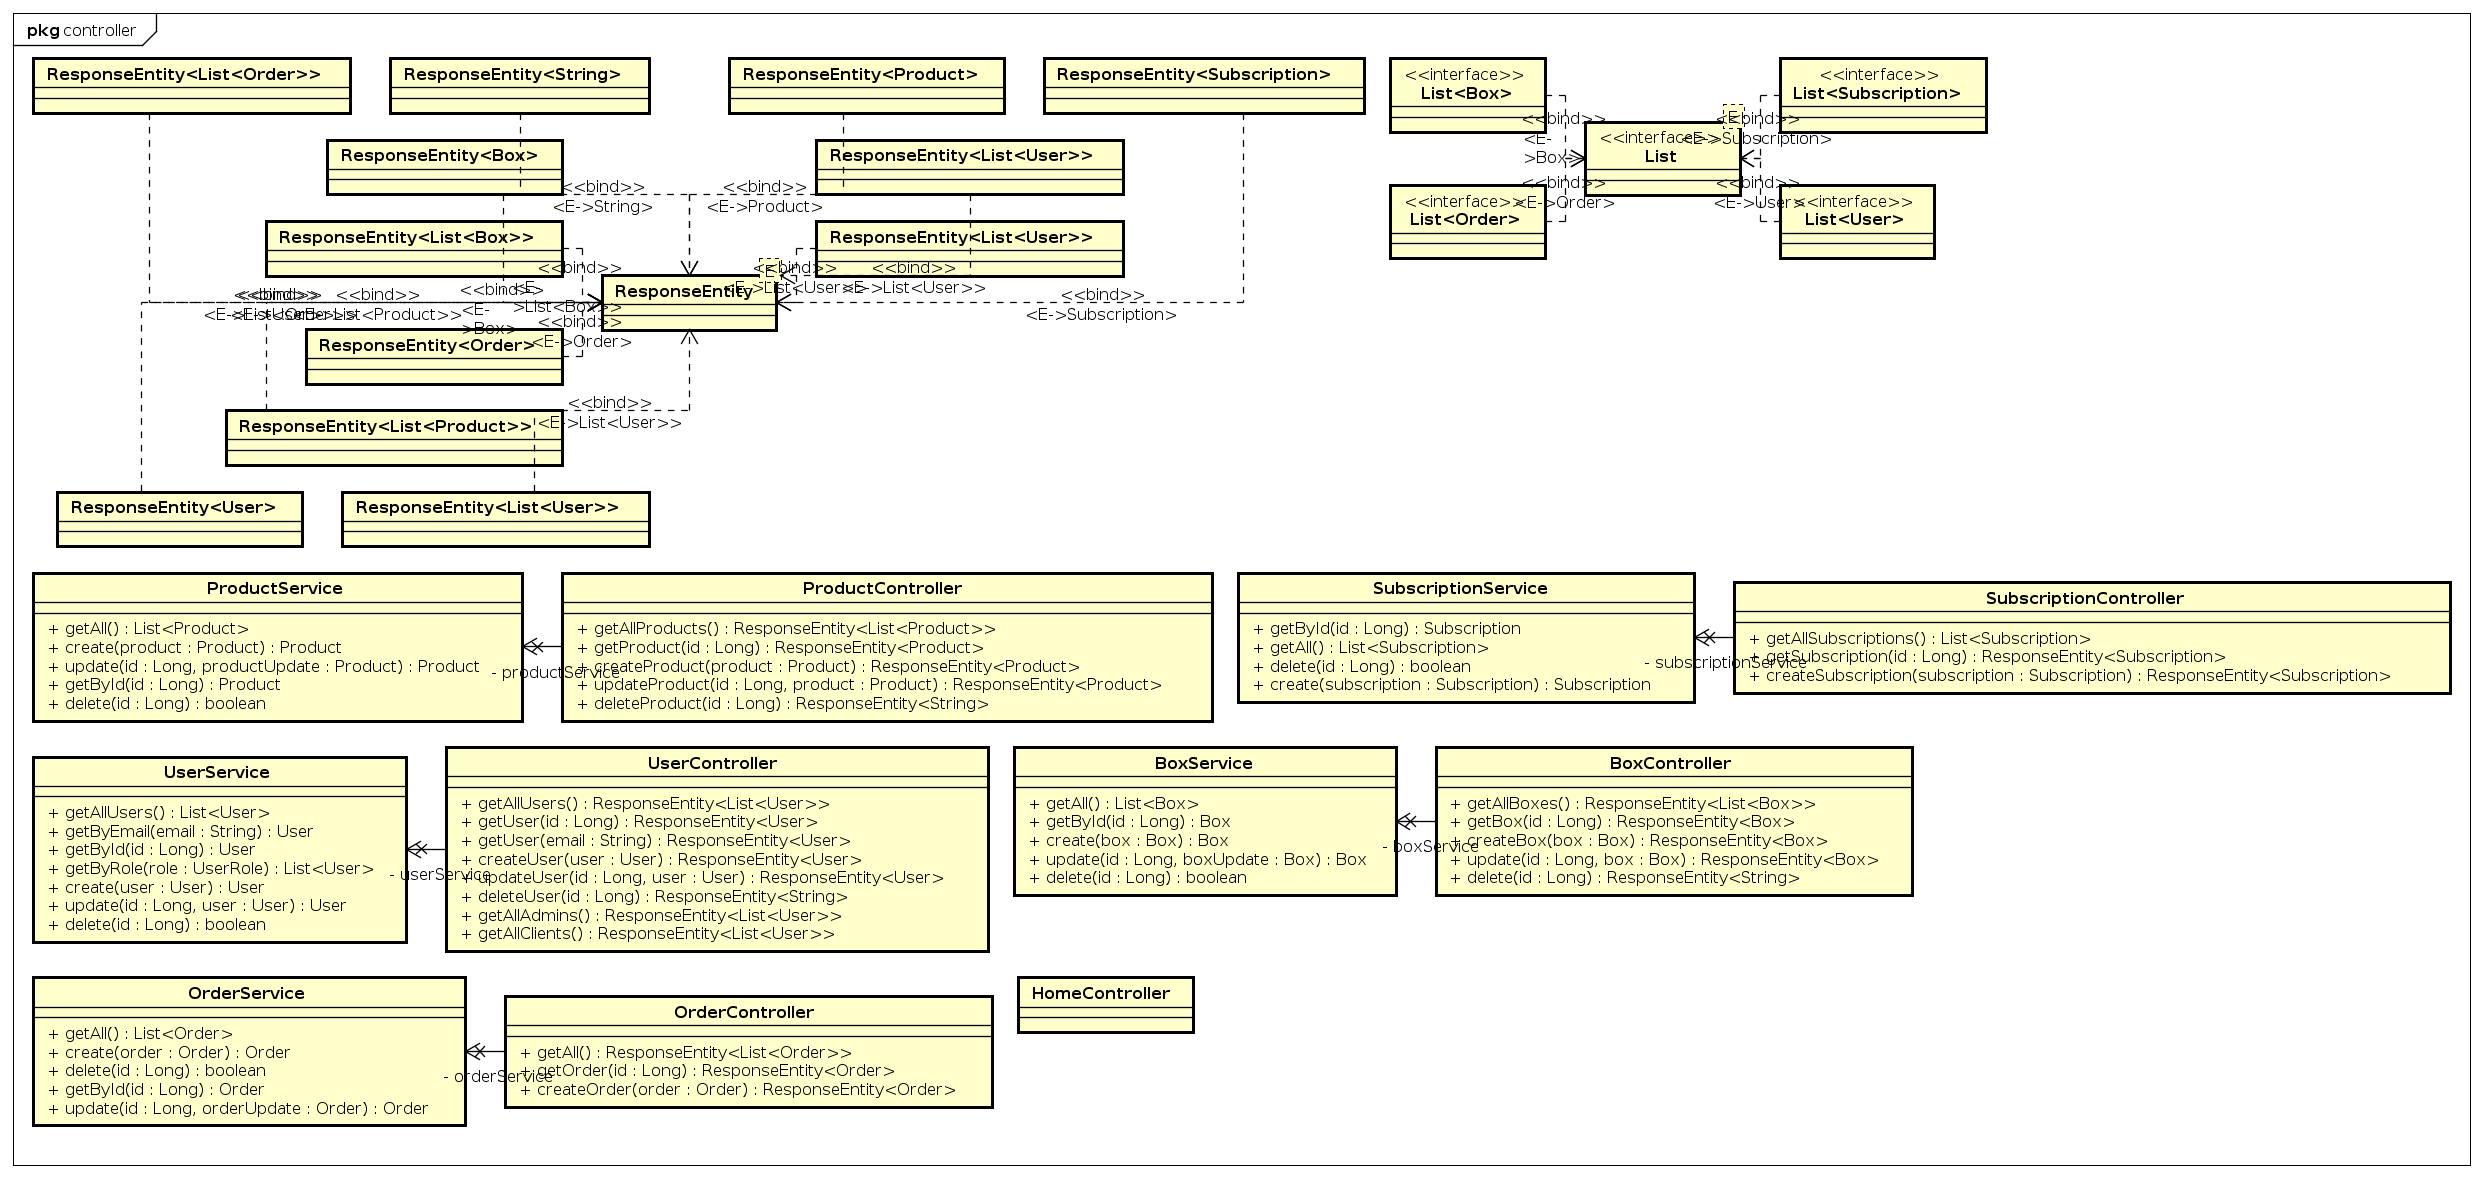 pkg controller
ResponseEntity<List<Order>>
ResponseEntity<String>
ResponseEntity<Product>
ResponseEntity<Subscription>
<<interface>>
List<Box>
<<interface>>
List<Subscription>
ResponseEntity<Box>
ResponseEntity<List<User>>
<<bind>>
<E-
>Box>
<<interface>>
List
E
<<bind>>
<E->Subscription>
<<bind>>
<E->String>
<<bind>>
<E->Product>
<<interface>>
List<Order>
<<bind>>
<E->Order>
<<bind>>
<E->User>
<<interface>>
List<User>
ResponseEntity<List<Box>>
ResponseEntity<List<User>>
<<bind>>
<E-
>List<Box>>
ResponseEntity
E
<<bind>>
<E->List<User>>
<<bind>>
<E->List<User>>
<<bind>>
<E->User>
<<bind>>
<E->List<Order>>
<<bind>>
<E->List<Product>>
<<bind>>
<E-
>Box>
<<bind>>
<E->Subscription>
<<bind>>
<E->Order>
ResponseEntity<Order>
<<bind>>
<E->List<User>>
ResponseEntity<List<Product>>
ResponseEntity<User>
ResponseEntity<List<User>>
ProductService
+ getAll() : List<Product>
+ create(product : Product) : Product
+ update(id : Long, productUpdate : Product) : Product
+ getById(id : Long) : Product
+ delete(id : Long) : boolean
- productService
ProductController
+ getAllProducts() : ResponseEntity<List<Product>>
+ getProduct(id : Long) : ResponseEntity<Product>
+ createProduct(product : Product) : ResponseEntity<Product>
+ updateProduct(id : Long, product : Product) : ResponseEntity<Product>
+ deleteProduct(id : Long) : ResponseEntity<String>
SubscriptionService
+ getById(id : Long) : Subscription
+ getAll() : List<Subscription>
+ delete(id : Long) : boolean
+ create(subscription : Subscription) : Subscription
- subscriptionService
SubscriptionController
+ getAllSubscriptions() : List<Subscription>
+ getSubscription(id : Long) : ResponseEntity<Subscription>
+ createSubscription(subscription : Subscription) : ResponseEntity<Subscription>
UserService
+ getAllUsers() : List<User>
+ getByEmail(email : String) : User
+ getById(id : Long) : User
+ getByRole(role : UserRole) : List<User>
+ create(user : User) : User
+ update(id : Long, user : User) : User
+ delete(id : Long) : boolean
- userService
UserController
+ getAllUsers() : ResponseEntity<List<User>>
+ getUser(id : Long) : ResponseEntity<User>
+ getUser(email : String) : ResponseEntity<User>
+ createUser(user : User) : ResponseEntity<User>
+ updateUser(id : Long, user : User) : ResponseEntity<User>
+ deleteUser(id : Long) : ResponseEntity<String>
+ getAllAdmins() : ResponseEntity<List<User>>
+ getAllClients() : ResponseEntity<List<User>>
BoxService
+ getAll() : List<Box>
+ getById(id : Long) : Box
+ create(box : Box) : Box
+ update(id : Long, boxUpdate : Box) : Box
+ delete(id : Long) : boolean
- boxService
BoxController
+ getAllBoxes() : ResponseEntity<List<Box>>
+ getBox(id : Long) : ResponseEntity<Box>
+ createBox(box : Box) : ResponseEntity<Box>
+ update(id : Long, box : Box) : ResponseEntity<Box>
+ delete(id : Long) : ResponseEntity<String>
OrderService
+ getAll() : List<Order>
+ create(order : Order) : Order
+ delete(id : Long) : boolean
+ getById(id : Long) : Order
+ update(id : Long, orderUpdate : Order) : Order
- orderService
OrderController
+ getAll() : ResponseEntity<List<Order>>
+ getOrder(id : Long) : ResponseEntity<Order>
+ createOrder(order : Order) : ResponseEntity<Order>
HomeController